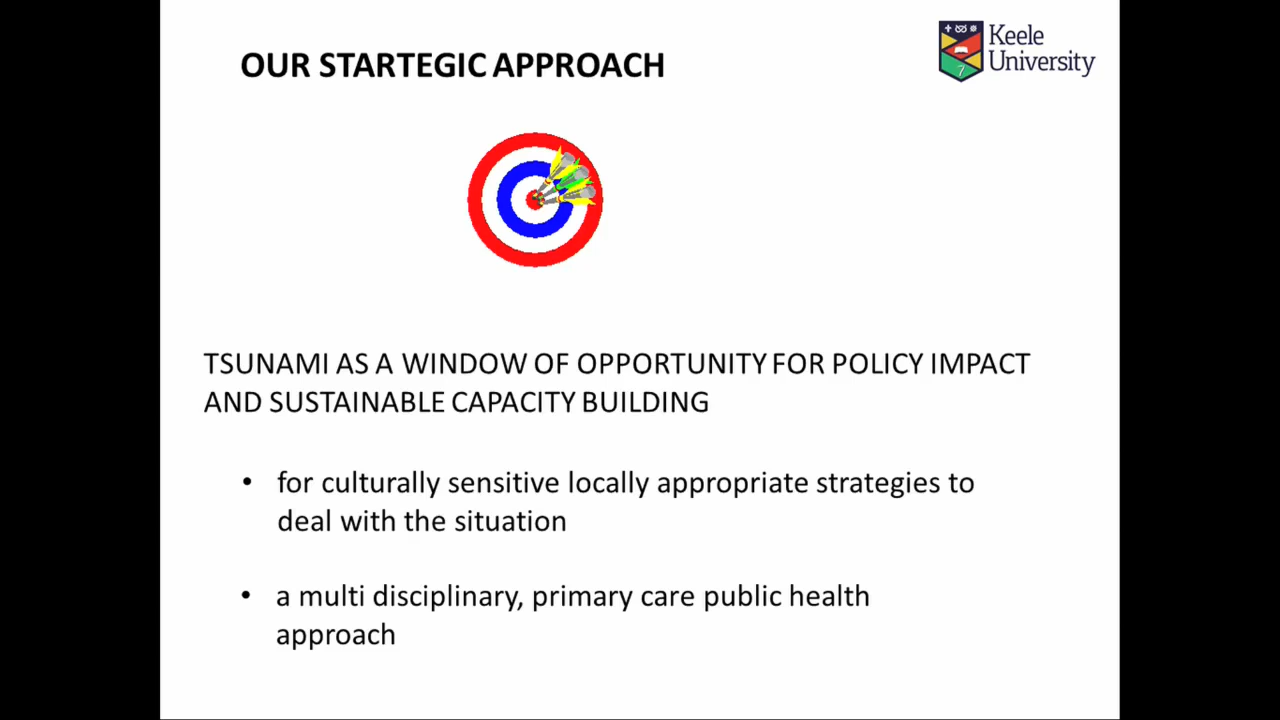 OUR STARTEGIC APPROACH
Keele
University
TSUNAMI AS A WINDOW OF OPPORTUNITY FOR POLICY IMPACT
AND SUSTAINABLE CAPACITY BUILDING
• for culturally sensitive locally appropriate strategies to
deal with the situation
• a multi disciplinary, primary care public health
approach